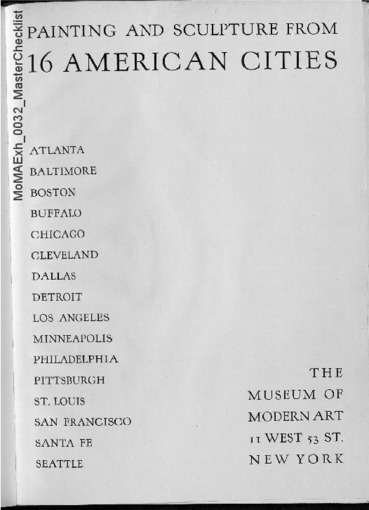 MoMAExh_0032_MasterChecklist
PAINTING AND SCULPTURE FROM
16 AMERICAN CITIES
ATLANTA
BALTIMORE
BOSTON
BUFFALO
CHICAGO
CLEVELAND
DALLAS
DETROIT
LOS ANGELES
MINNEAPOLIS
PHILADELPHIA
PITTSBURGH
ST. LOUIS
SAN FRANCISCO
SANTA FE
SEATTLE
THE
MUSEUM OF
MODERN ART
11 WEST 53 ST.
NEW YORK